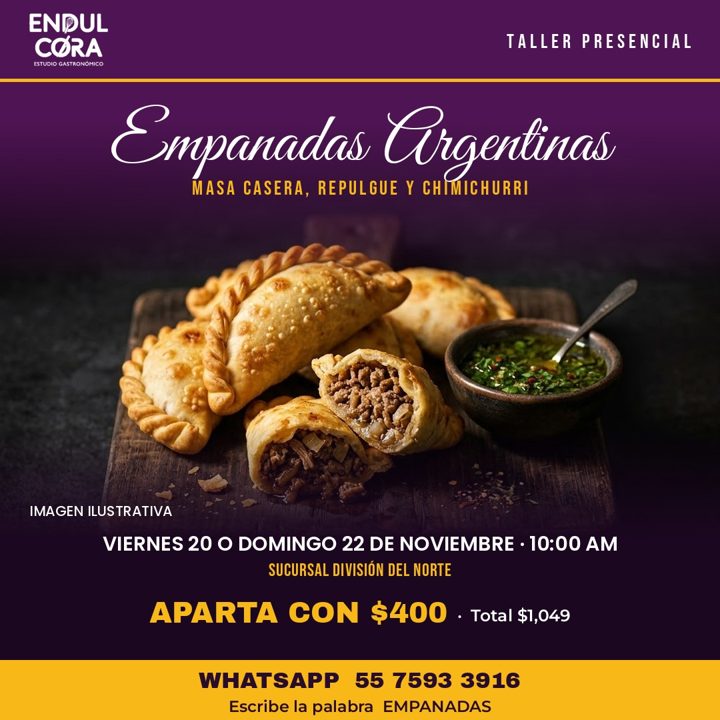 ENDUL
CORA
ESTUDIO GASTRONÓMICO
TALLER PRESENCIAL
Empanadas Argentinas
MASA CASERA, REPULGUE Y CHIMICHURRI
IMAGEN ILUSTRATIVA
VIERNES 20 O DOMINGO 22 DE NOVIEMBRE · 10:00 AM
SUCURSAL DIVISIÓN DEL NORTE
APARTA CON $400 · Total $1,049
WHATSAPP 55 7593 3916
Escribe la palabra EMPANADAS